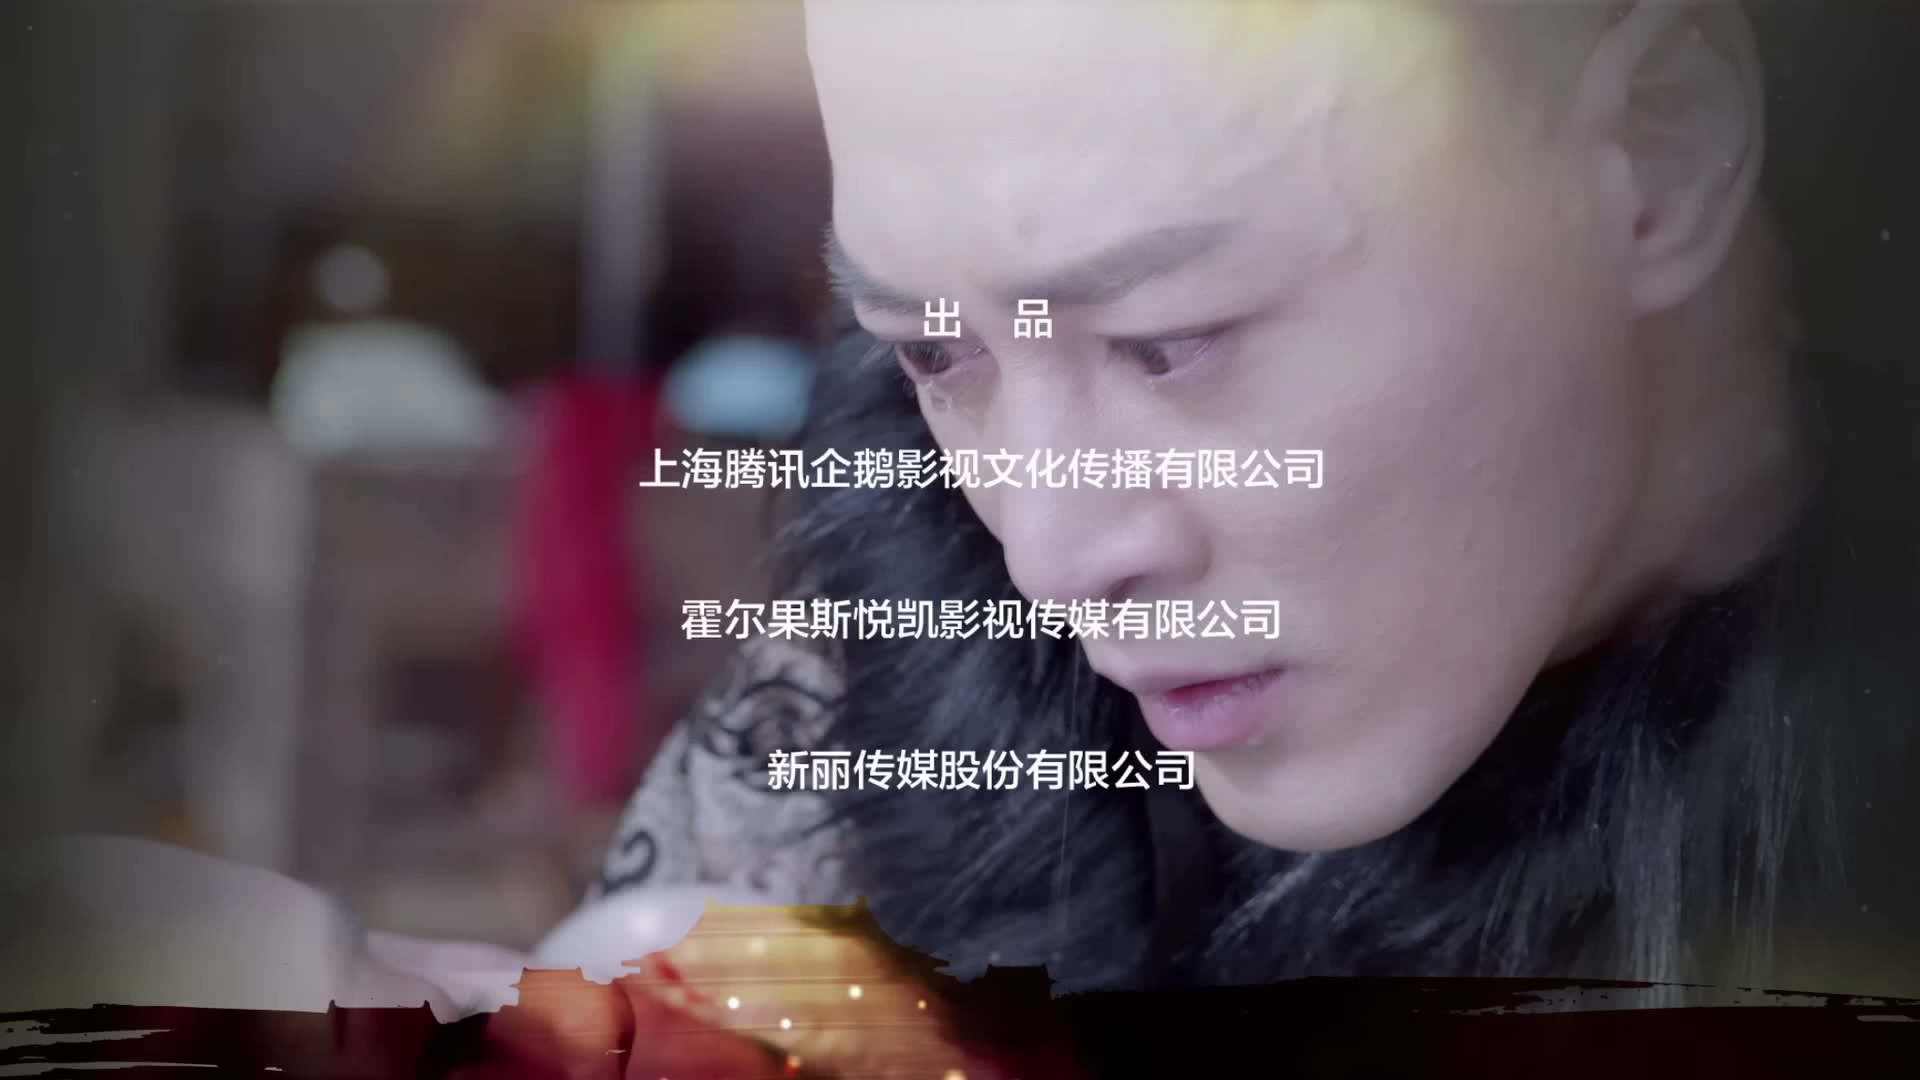 出 品
上海腾讯企鹅影视文化传播有限公司
霍尔果斯悦凯影视传媒有限公司
新丽传媒股份有限公司